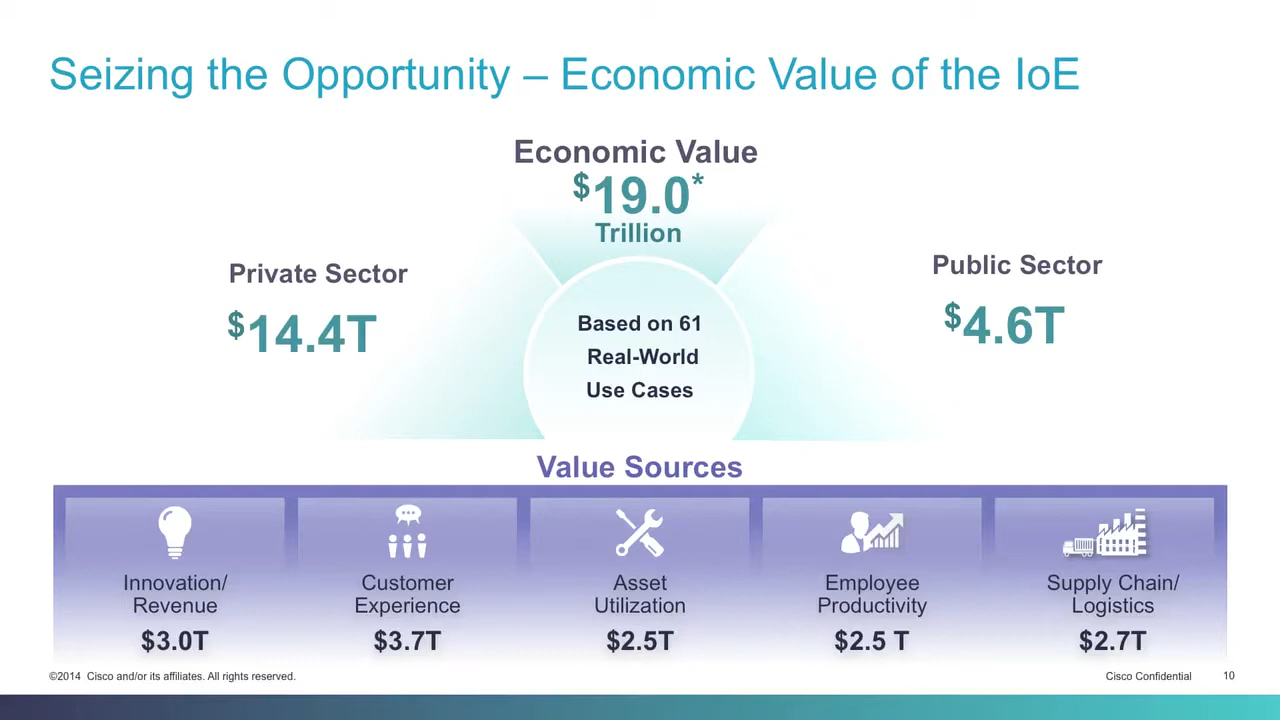 Seizing the Opportunity – Economic Value of the IoE
Economic Value
$19.0*
Trillion
Private Sector
$14.4T
Public Sector
$4.6T
Based on 61
Real-World
Use Cases
Value Sources
Innovation/
Revenue
$3.0T
Customer
Experience
$3.7T
Asset
Utilization
$2.5T
Employee
Productivity
$2.5 T
Supply Chain/
Logistics
$2.7T
©2014 Cisco and/or its affiliates. All rights reserved.
Cisco Confidential
10